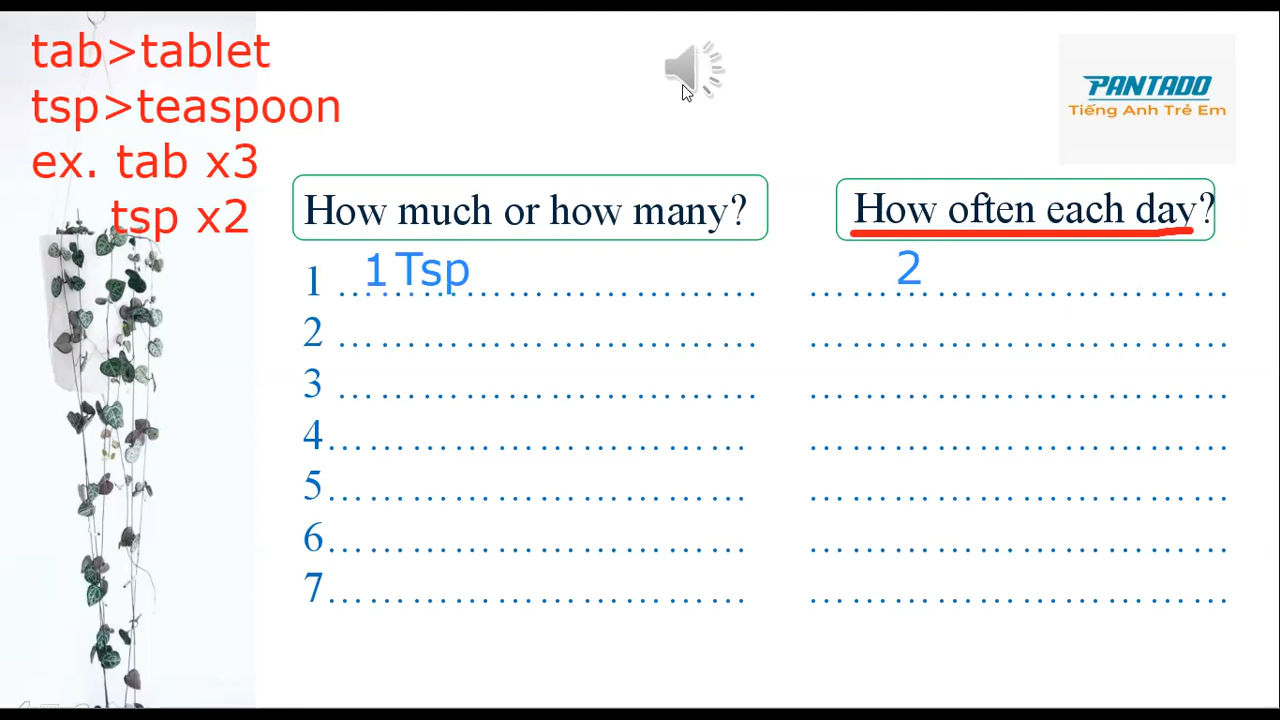 tab>tablet
tsp>teaspoon
ex. tab x3
tsp x2
PANTADO
Tiếng Anh Trẻ Em
How much or how many?
How often each day?
1 ... 1 Tsp ... 2
2 ...
3 ...
4 ...
5 ...
6 ...
7 ...